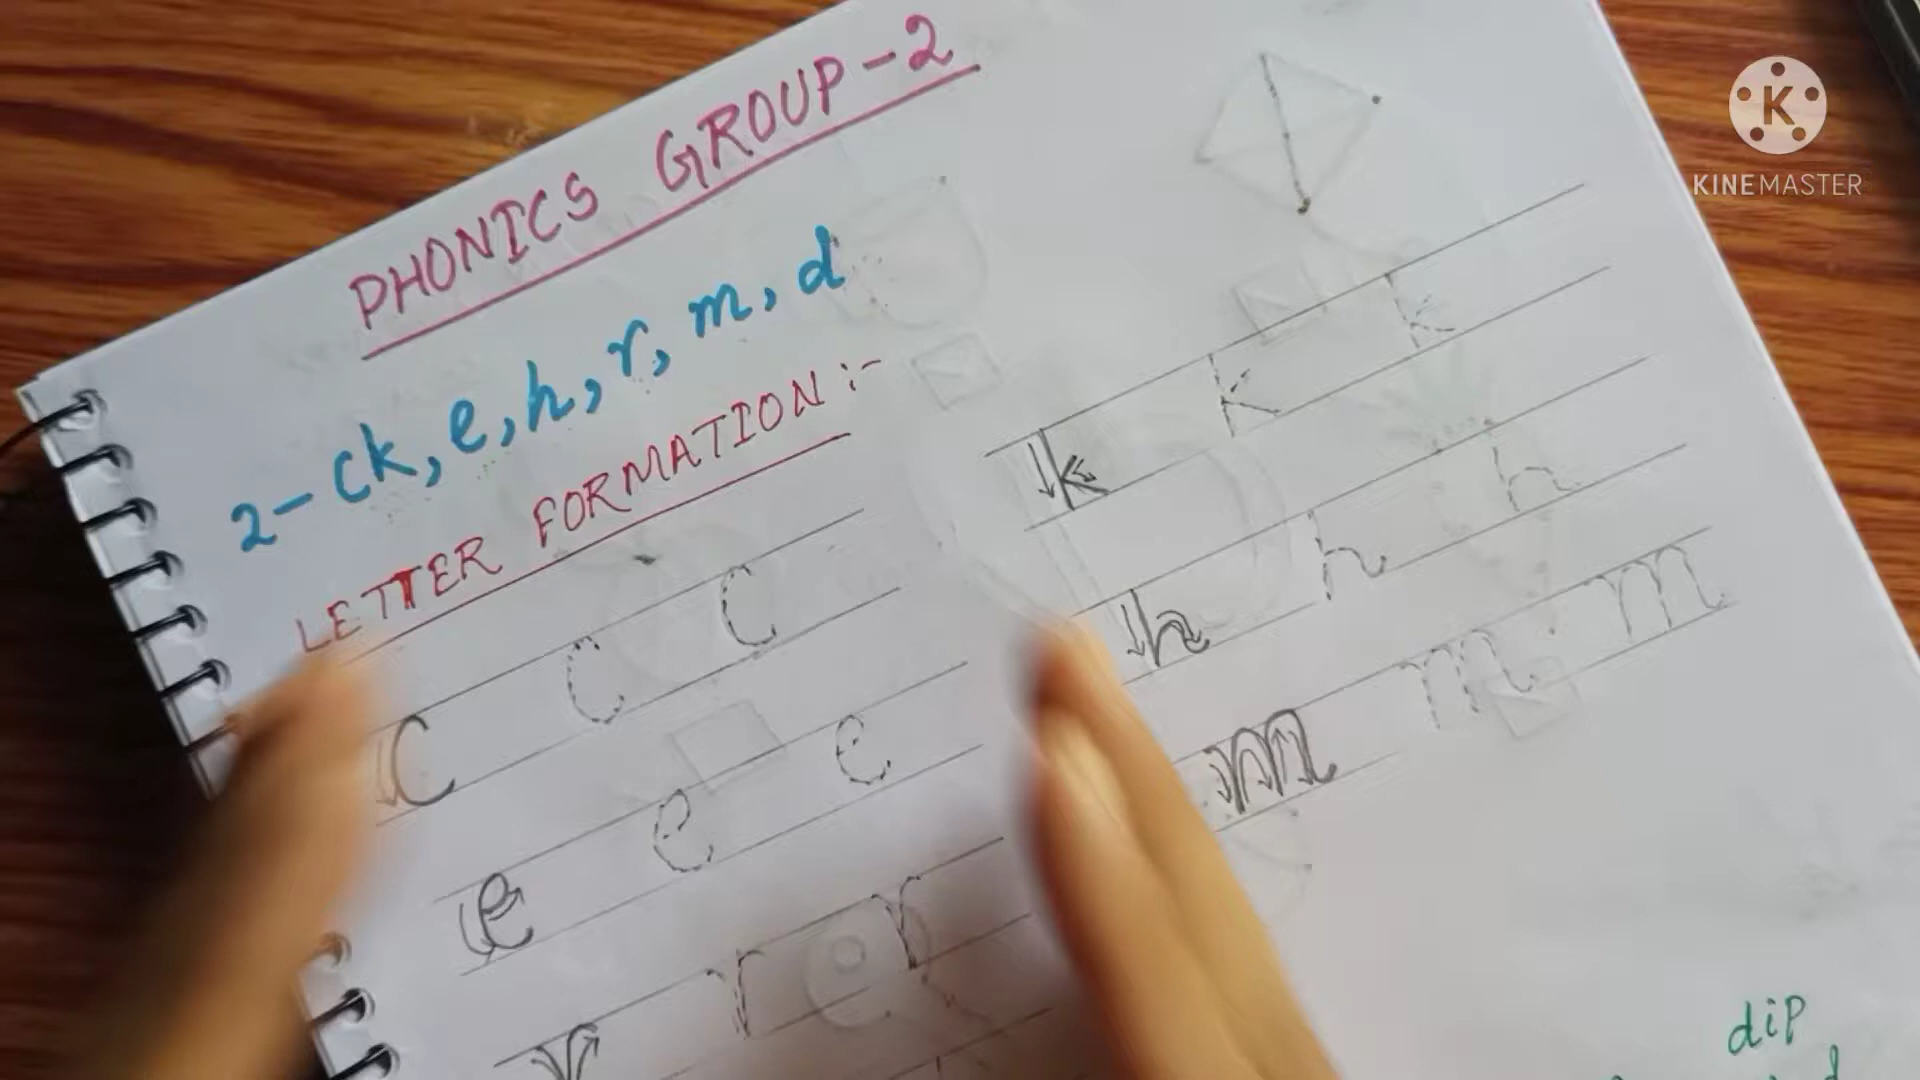 PHONICS GROUP-2
2- ck, e, h, r, m, d
LETTER FORMATION :-
c c c
e e e
r r r
k k k
h h h
m m m
dip
KINEMASTER